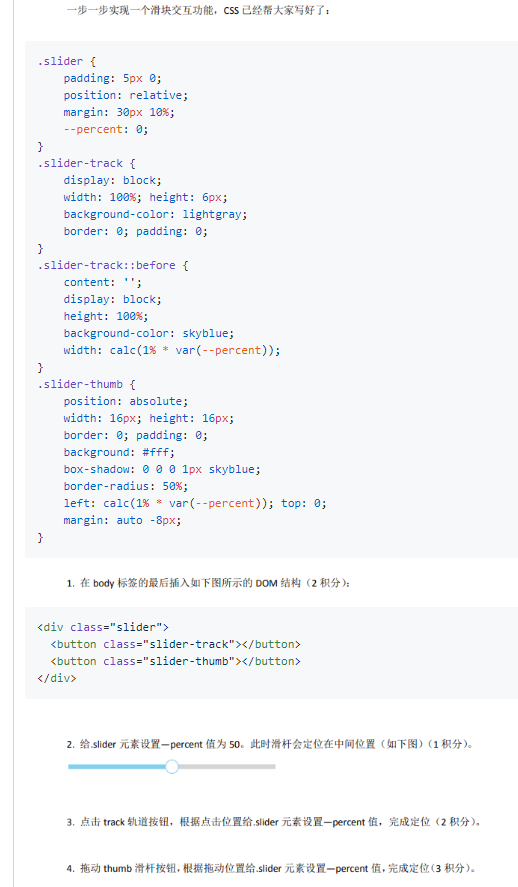 一步一步实现一个滑块交互功能，CSS 已经帮大家写好了：
.slider {
    padding: 5px 0;
    position: relative;
    margin: 30px 10%;
    --percent: 0;
}
.slider-track {
    display: block;
    width: 100%; height: 6px;
    background-color: lightgray;
    border: 0; padding: 0;
}
.slider-track::before {
    content: '';
    display: block;
    height: 100%;
    background-color: skyblue;
    width: calc(1% * var(--percent));
}
.slider-thumb {
    position: absolute;
    width: 16px; height: 16px;
    border: 0; padding: 0;
    background: #fff;
    box-shadow: 0 0 0 1px skyblue;
    border-radius: 50%;
    left: calc(1% * var(--percent)); top: 0;
    margin: auto -8px;
}
1. 在 body 标签的最后插入如下图所示的 DOM 结构（2 积分）：
<div class="slider">
  <button class="slider-track"></button>
  <button class="slider-thumb"></button>
</div>
2. 给.slider 元素设置—percent 值为 50。此时滑杆会定位在中间位置（如下图）（1 积分）。
3. 点击 track 轨道按钮，根据点击位置给.slider 元素设置—percent 值，完成定位（2 积分）。
4. 拖动 thumb 滑杆按钮，根据拖动位置给.slider 元素设置—percent 值，完成定位（3 积分）。